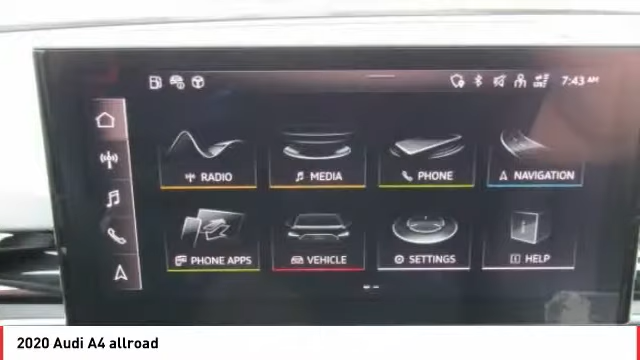 7:43 AM
RADIO
MEDIA
PHONE
NAVIGATION
PHONE APPS
VEHICLE
SETTINGS
HELP
2020 Audi A4 allroad